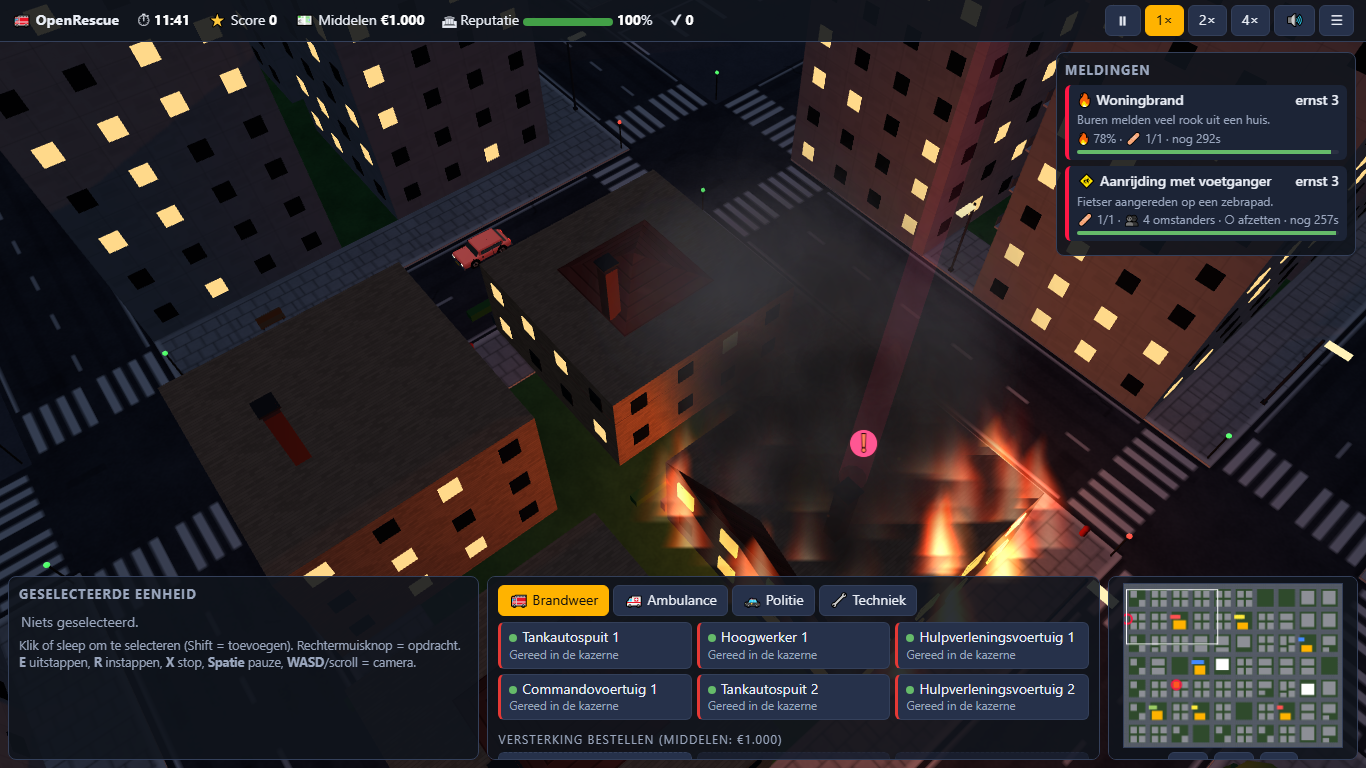 OpenRescue 11:41 Score 0 Middelen €1.000 Reputatie 100% ✓ 0
1× 2× 4×
MELDINGEN
Woningbrand ernst 3
Buren melden veel rook uit een huis.
78% · 1/1 · nog 292s
Aanrijding met voetganger ernst 3
Fietser aangereden op een zebrapad.
1/1 · 4 omstanders · O afzetten · nog 257s
GESELECTEERDE EENHEID
Niets geselecteerd.
Klik of sleep om te selecteren (Shift = toevoegen). Rechtermuisknop = opdracht.
E uitstappen, R instappen, X stop, Spatie pauze, WASD/scroll = camera.
Brandweer Ambulance Politie Techniek
Tankautospuit 1
Gereed in de kazerne
Hoogwerker 1
Gereed in de kazerne
Hulpverleningsvoertuig 1
Gereed in de kazerne
Commandovoertuig 1
Gereed in de kazerne
Tankautospuit 2
Gereed in de kazerne
Hulpverleningsvoertuig 2
Gereed in de kazerne
VERSTERKING BESTELLEN (MIDDELEN: €1.000)